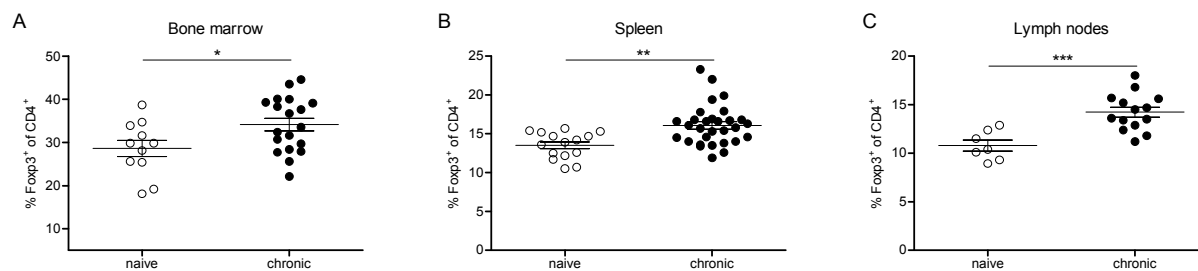 A
Bone marrow
*
% Foxp3+ of CD4+
50
40
30
20
10
naive
chronic
B
Spleen
**
% Foxp3+ of CD4+
25
20
15
10
5
0
naive
chronic
C
Lymph nodes
***
% Foxp3+ of CD4+
20
15
10
5
0
naive
chronic